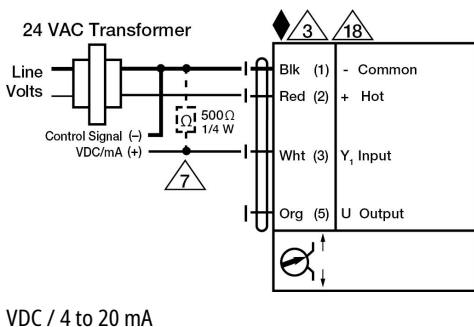 24 VAC Transformer
3 18
Line
Volts
Blk (1) - Common
Red (2) + Hot
Ω 500Ω
1/4 W
Control Signal (–)
VDC/mA (+)
Wht (3) Y₁ Input
7
Org (5) U Output
VDC / 4 to 20 mA